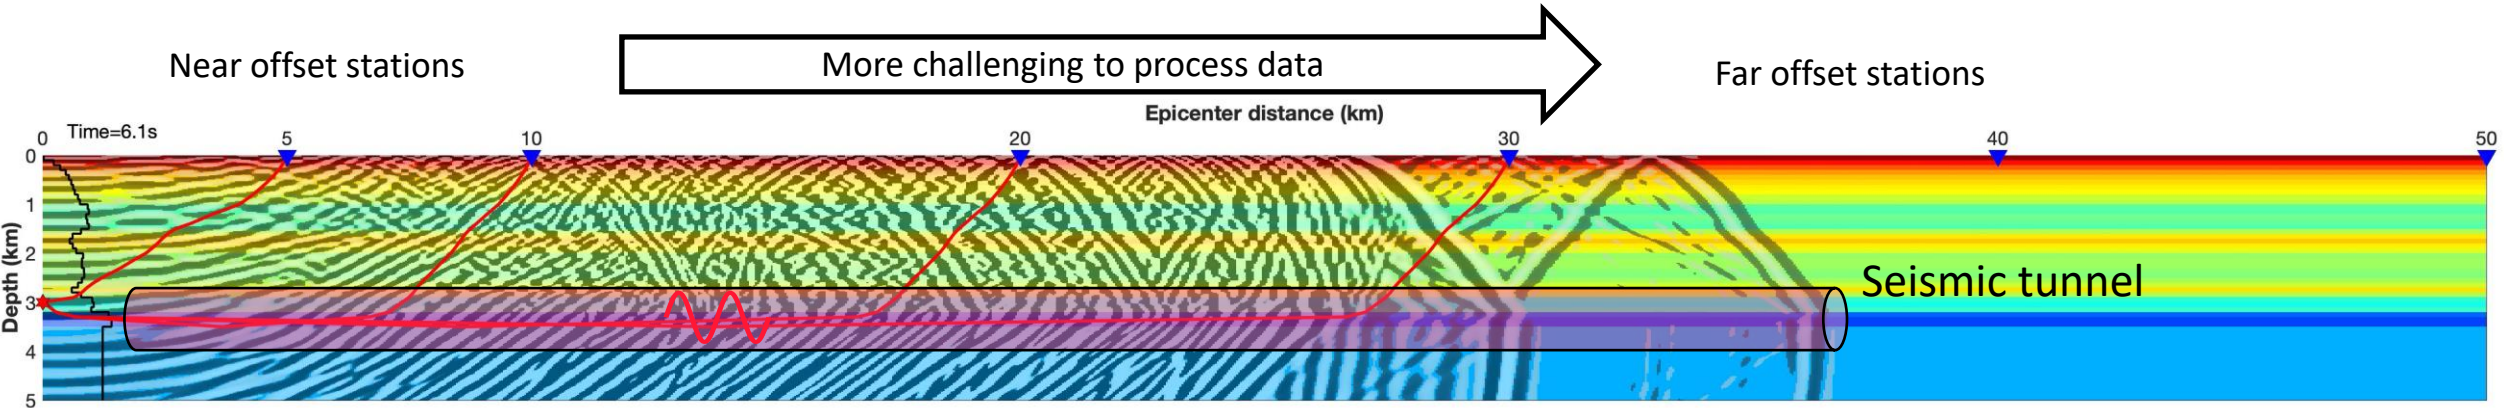 More challenging to process data
Near offset stations
Far offset stations
Epicenter distance (km)
Time=6.1s
0 5 10 20 30 40 50
Depth (km)
0
1
2
3
4
5
Seismic tunnel